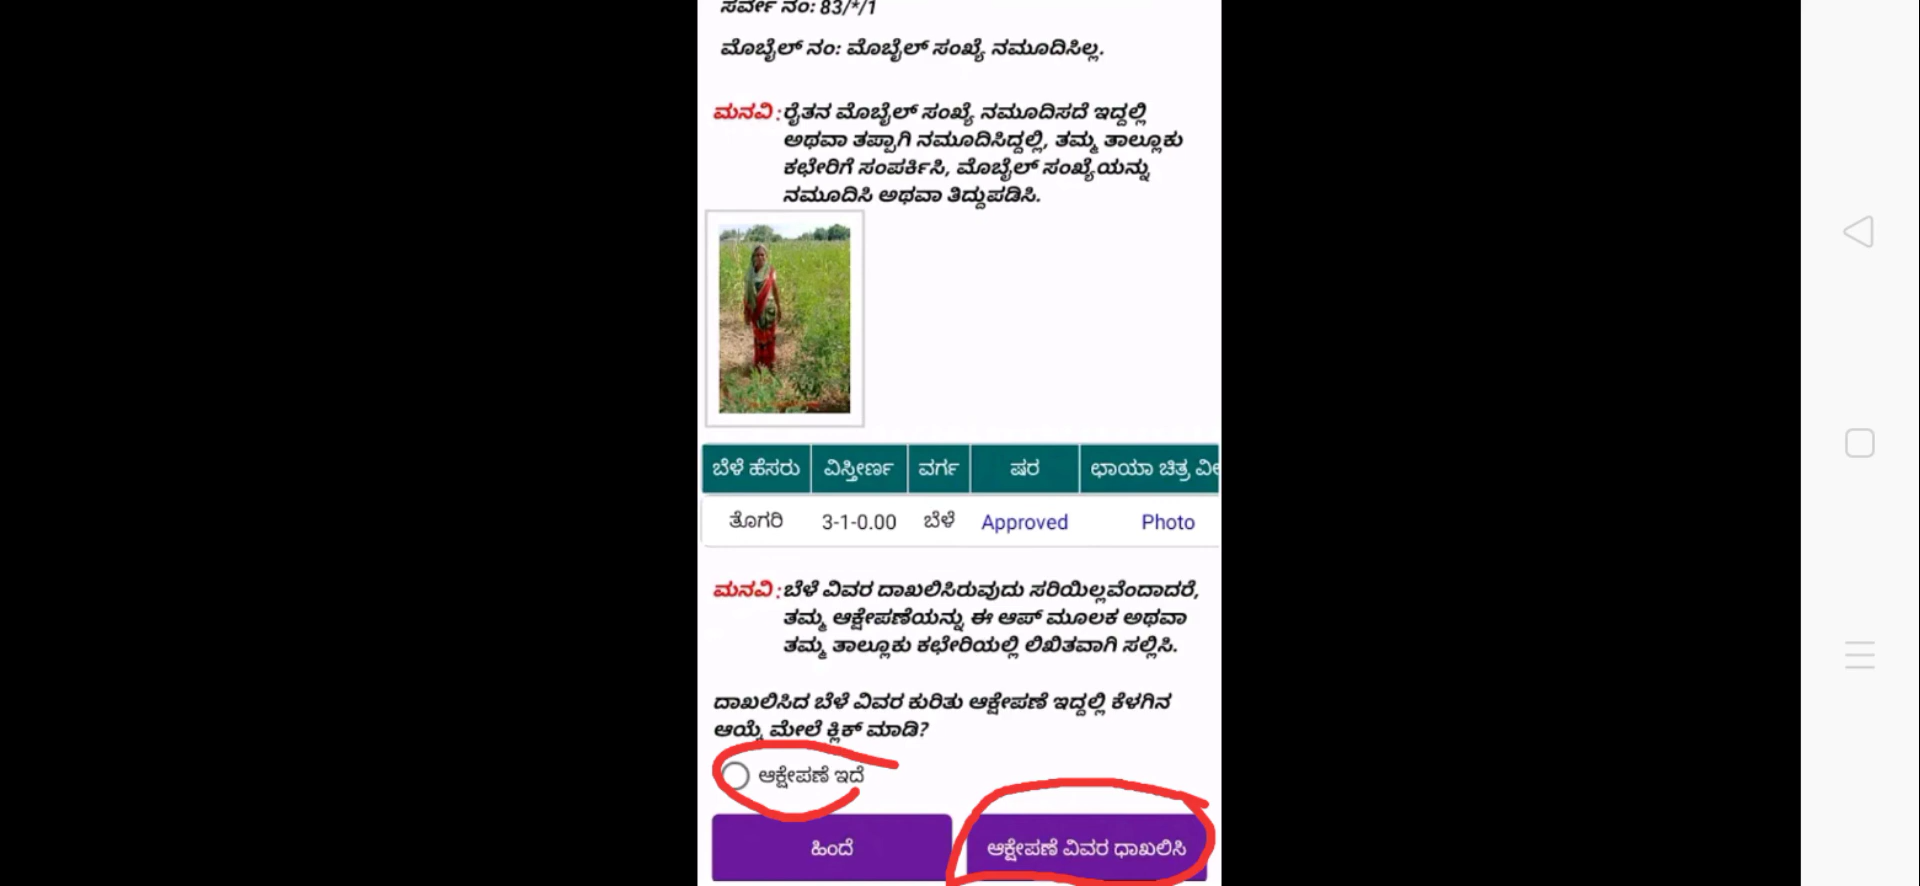 ಸರ್ವೇ ನಂ: 83/*/1
ಮೊಬೈಲ್ ನಂ: ಮೊಬೈಲ್ ಸಂಖ್ಯೆ ನಮೂದಿಸಿಲ್ಲ.
ಮನವಿ : ರೈತನ ಮೊಬೈಲ್ ಸಂಖ್ಯೆ ನಮೂದಿಸದೆ ಇದ್ದಲ್ಲಿ
ಅಥವಾ ತಪ್ಪಾಗಿ ನಮೂದಿಸಿದ್ದಲ್ಲಿ, ತಮ್ಮ ತಾಲ್ಲೂಕು
ಕಛೇರಿಗೆ ಸಂಪರ್ಕಿಸಿ, ಮೊಬೈಲ್ ಸಂಖ್ಯೆಯನ್ನು
ನಮೂದಿಸಿ ಅಥವಾ ತಿದ್ದುಪಡಿಸಿ.
ಬೆಳೆ ಹೆಸರು ವಿಸ್ತೀರ್ಣ ವರ್ಗ ಷರ ಛಾಯಾ ಚಿತ್ರ
ತೊಗರಿ 3-1-0.00 ಬೆಳೆ Approved Photo
ಮನವಿ : ಬೆಳೆ ವಿವರ ದಾಖಲಿಸಿರುವುದು ಸರಿಯಿಲ್ಲವೆಂದಾದರೆ,
ತಮ್ಮ ಆಕ್ಷೇಪಣೆಯನ್ನು ಈ ಆಪ್ ಮೂಲಕ ಅಥವಾ
ತಮ್ಮ ತಾಲ್ಲೂಕು ಕಛೇರಿಯಲ್ಲಿ ಲಿಖಿತವಾಗಿ ಸಲ್ಲಿಸಿ.
ದಾಖಲಿಸಿದ ಬೆಳೆ ವಿವರ ಕುರಿತು ಆಕ್ಷೇಪಣೆ ಇದ್ದಲ್ಲಿ ಕೆಳಗಿನ
ಆಯ್ಕೆ ಮೇಲೆ ಕ್ಲಿಕ್ ಮಾಡಿ?
ಆಕ್ಷೇಪಣೆ ಇದೆ
ಹಿಂದೆ ಆಕ್ಷೇಪಣೆ ವಿವರ ಧಾಖಲಿಸಿ